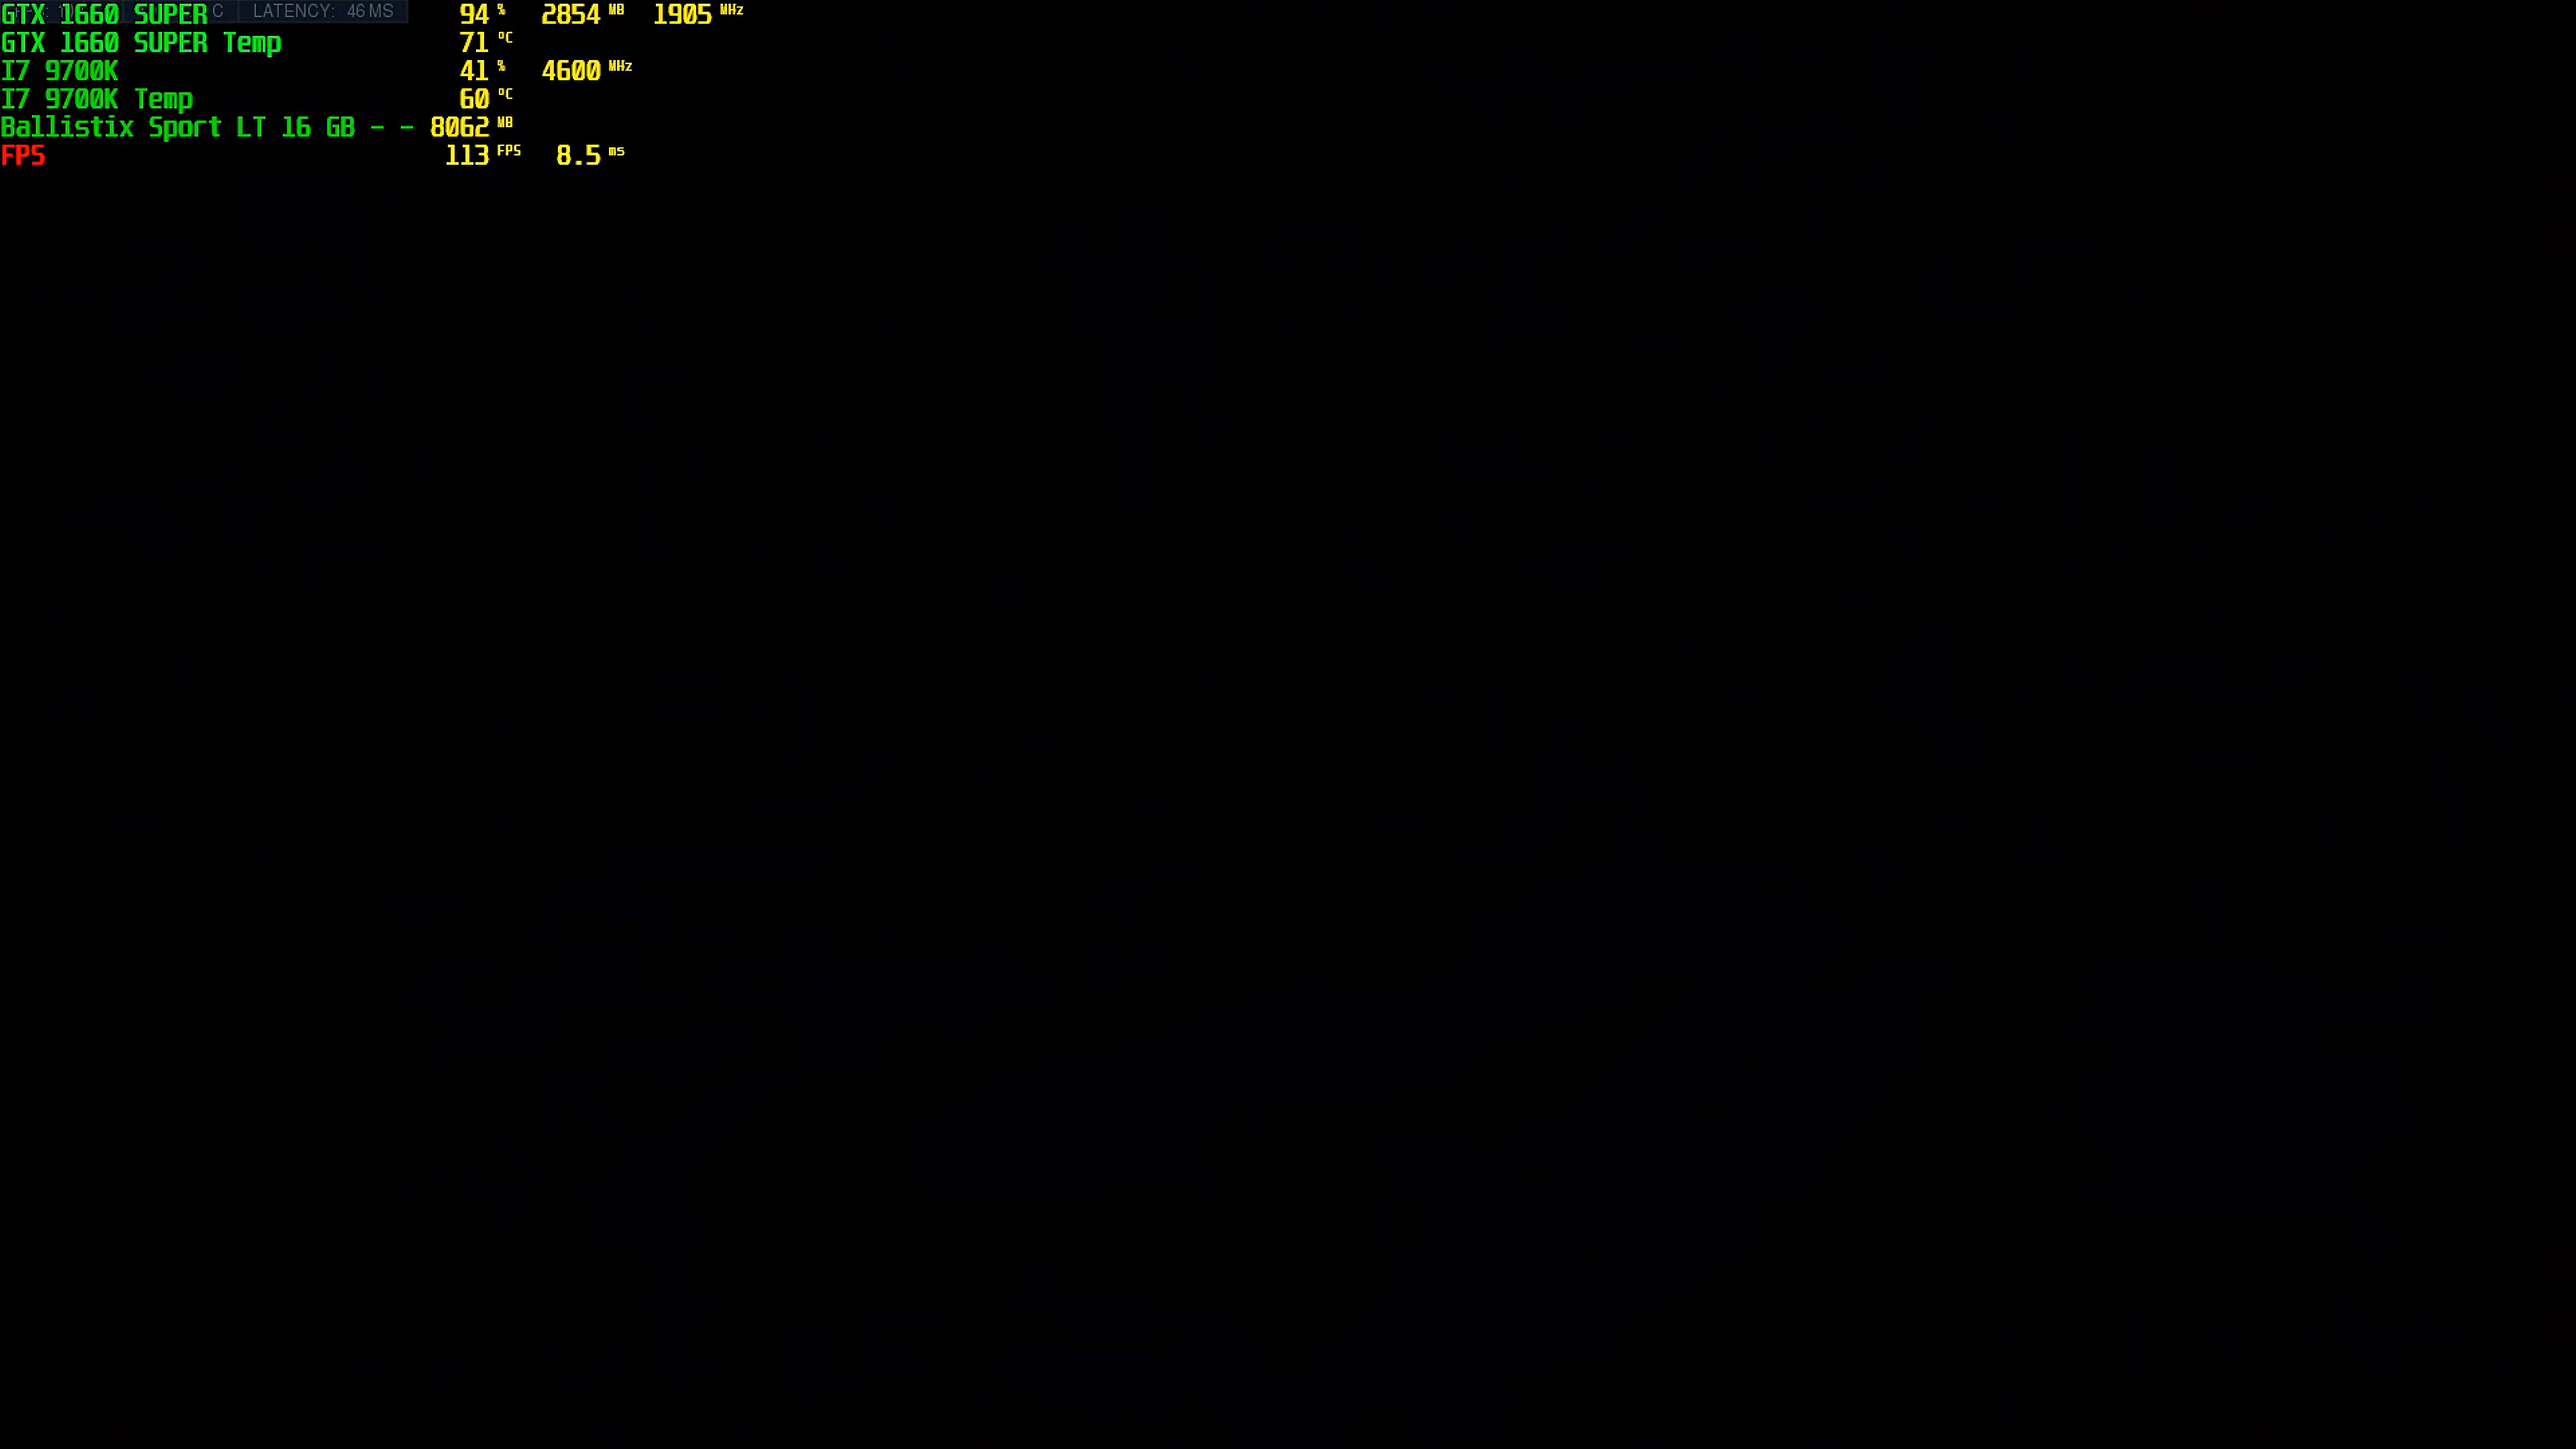 GTX 1660 SUPER 94 % 2854 MB 1905 MHz
C LATENCY: 46 MS
GTX 1660 SUPER Temp 71 °C
I7 9700K 41 % 4600 MHz
I7 9700K Temp 60 °C
Ballistix Sport LT 16 GB - - 8062 MB
FPS 113 FPS 8.5 ms